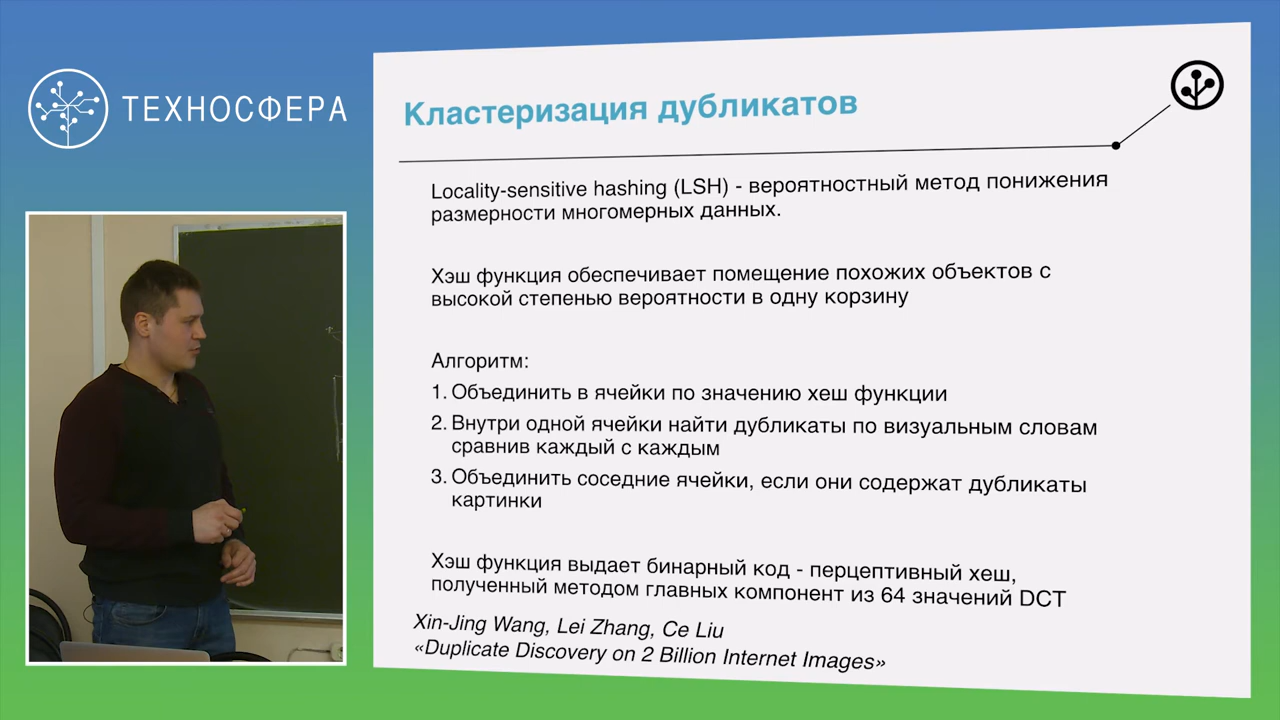 ТЕХНОСФЕРА
Кластеризация дубликатов
Locality-sensitive hashing (LSH) - вероятностный метод понижения
размерности многомерных данных.
Хэш функция обеспечивает помещение похожих объектов с
высокой степенью вероятности в одну корзину
Алгоритм:
1. Объединить в ячейки по значению хеш функции
2. Внутри одной ячейки найти дубликаты по визуальным словам
сравнив каждый с каждым
3. Объединить соседние ячейки, если они содержат дубликаты
картинки
Хэш функция выдает бинарный код - перцептивный хеш,
полученный методом главных компонент из 64 значений DCT
Xin-Jing Wang, Lei Zhang, Ce Liu
«Duplicate Discovery on 2 Billion Internet Images»